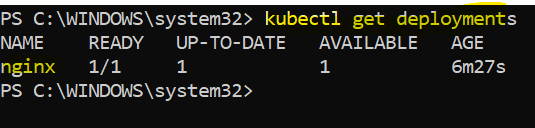 PS C:\WINDOWS\system32> kubectl get deployments
NAME READY UP-TO-DATE AVAILABLE AGE
nginx 1/1 1 1 6m27s
PS C:\WINDOWS\system32>